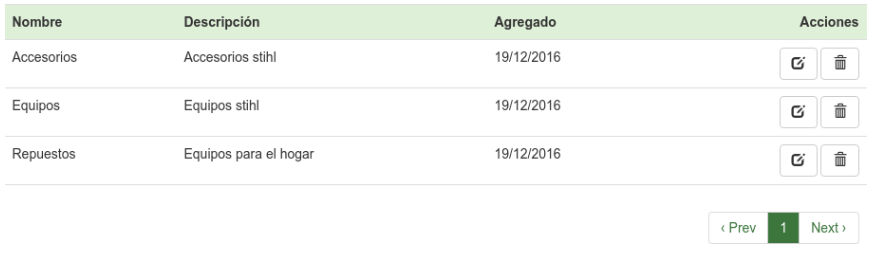 Nombre Descripción Agregado Acciones
Accesorios Accesorios stihl 19/12/2016
Equipos Equipos stihl 19/12/2016
Repuestos Equipos para el hogar 19/12/2016
‹ Prev 1 Next ›